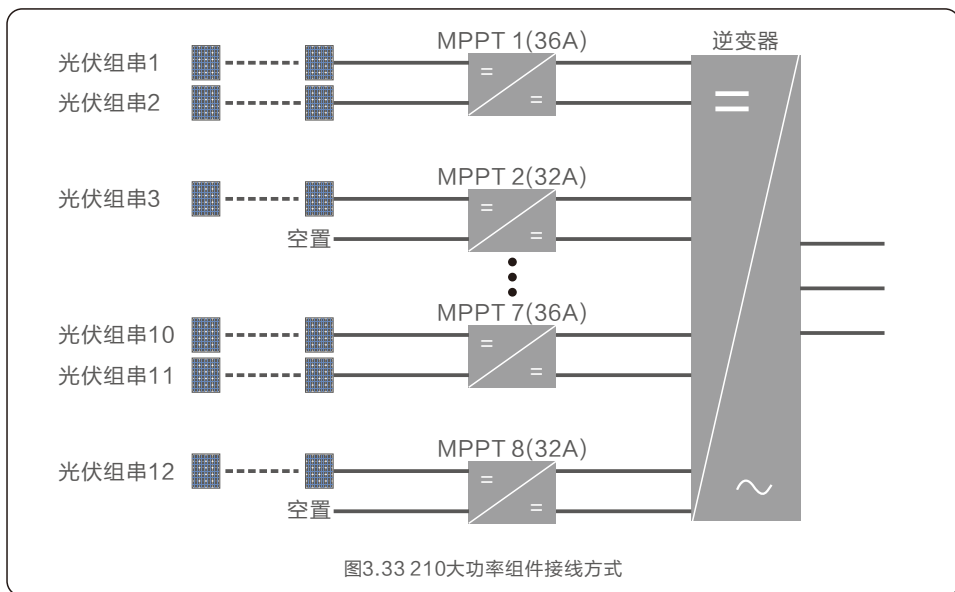 MPPT 1(36A) 逆变器
光伏组串1
光伏组串2
MPPT 2(32A)
光伏组串3
空置
MPPT 7(36A)
光伏组串10
光伏组串11
MPPT 8(32A)
光伏组串12
空置
图3.33 210大功率组件接线方式